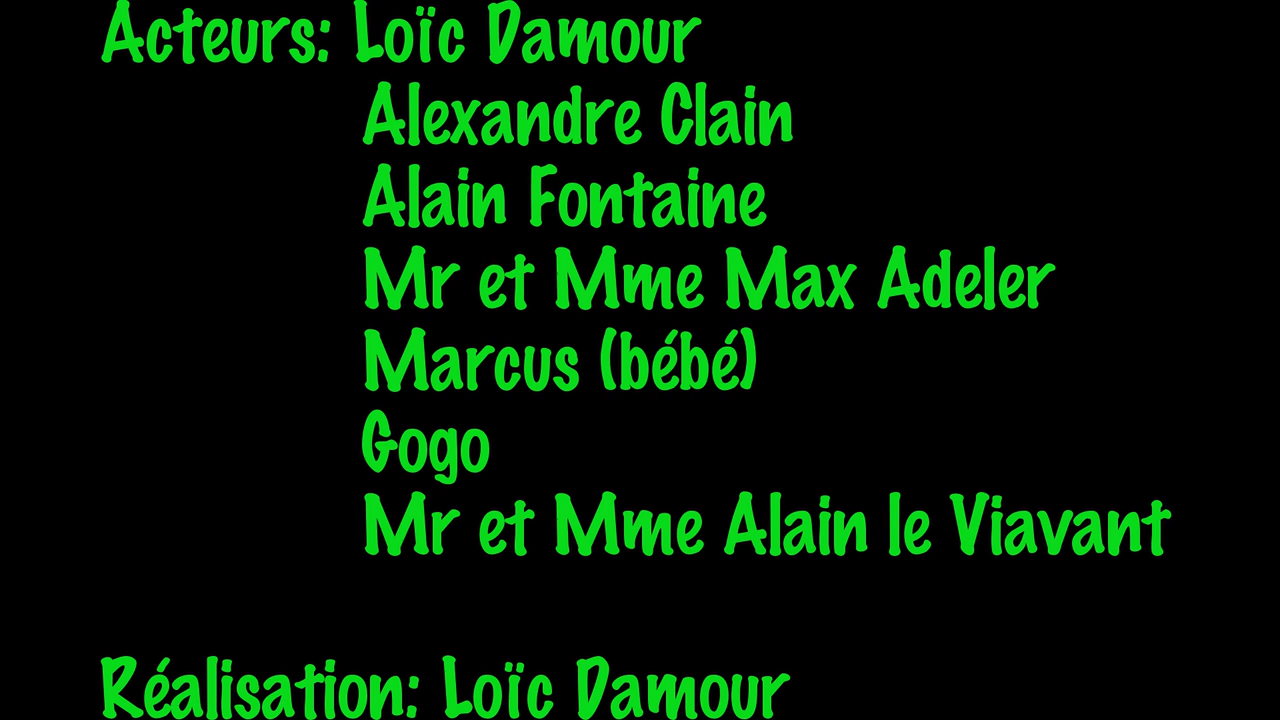 Acteurs: Loïc Damour
Alexandre Clain
Alain Fontaine
Mr et Mme Max Adeler
Marcus (bébé)
Gogo
Mr et Mme Alain le Viavant
Réalisation: Loïc Damour